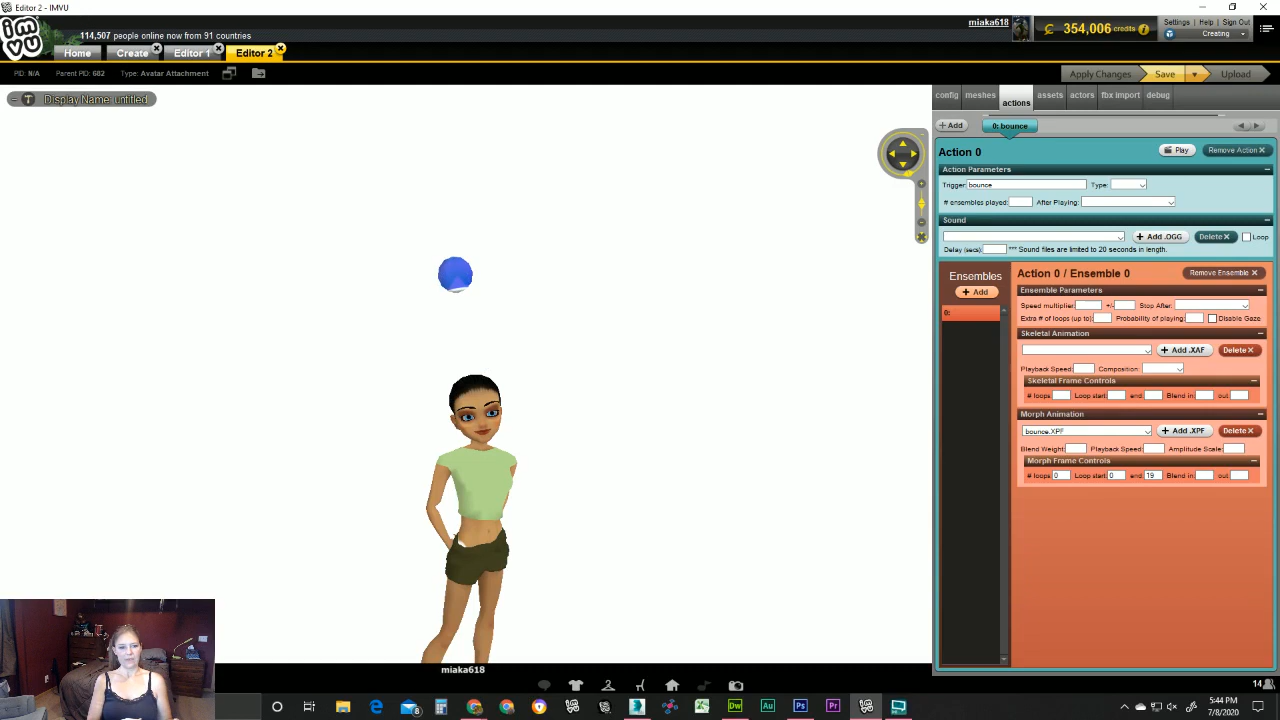 Editor 2 - IMVU
114,507 people online now from 91 countries
miaka618
354,006 credits
Settings | Help | Sign Out
Creating
Home Create Editor 1 Editor 2
PID: N/A Parent PID: 682 Type: Avatar Attachment
Apply Changes Save Upload
Display Name: untitled
config meshes actions assets actors fbx import debug
+ Add 0: bounce
Action 0 Play Remove Action X
Action Parameters
Trigger: bounce Type:
# ensembles played: After Playing:
Sound
+ Add .OGG Delete X Loop
Delay (secs): *** Sound files are limited to 20 seconds in length.
Ensembles
+ Add
0:
Action 0 / Ensemble 0 Remove Ensemble X
Ensemble Parameters
Speed multiplier: +/- Stop After:
Extra # of loops (up to): Probability of playing: Disable Gaze
Skeletal Animation
+ Add .XAF Delete X
Playback Speed: Composition:
Skeletal Frame Controls
# loops: Loop start: end: Blend in: out:
Morph Animation
bounce.XPF + Add .XPF Delete X
Blend Weight: Playback Speed: Amplitude Scale:
Morph Frame Controls
# loops: 0 Loop start: 0 end: 19 Blend in: out:
miaka618
14
5:44 PM
7/8/2020